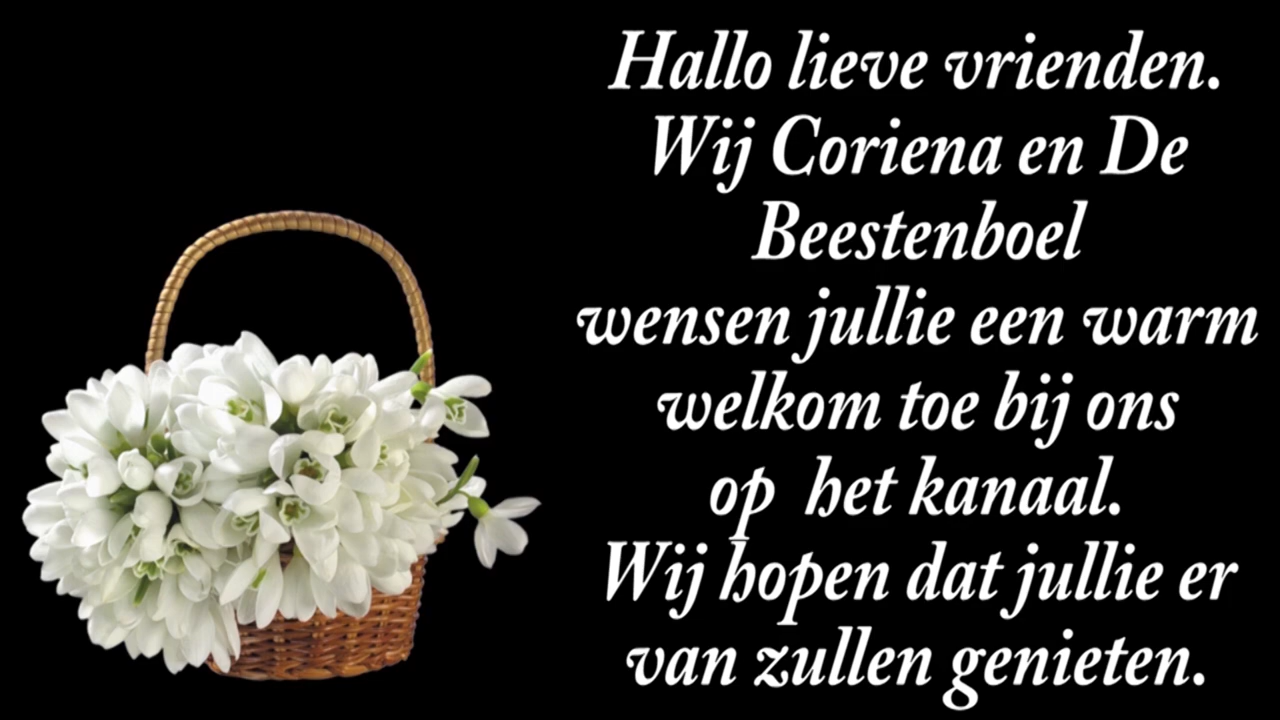 Hallo lieve vrienden.
Wij Coriena en De
Beestenboel
wensen jullie een warm
welkom toe bij ons
op het kanaal.
Wij hopen dat jullie er
van zullen genieten.